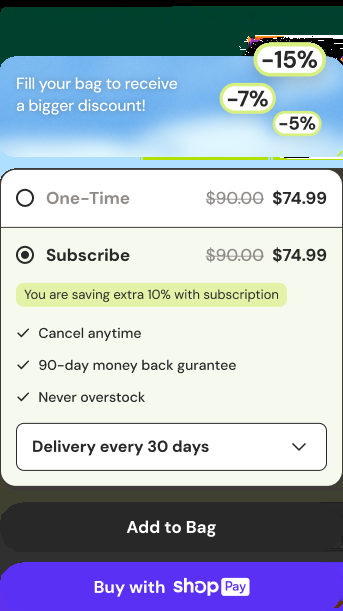 -15%
Fill your bag to receive
a bigger discount!
-7%
-5%
One-Time $90.00 $74.99
Subscribe $90.00 $74.99
You are saving extra 10% with subscription
Cancel anytime
90-day money back gurantee
Never overstock
Delivery every 30 days
Add to Bag
Buy with shop Pay